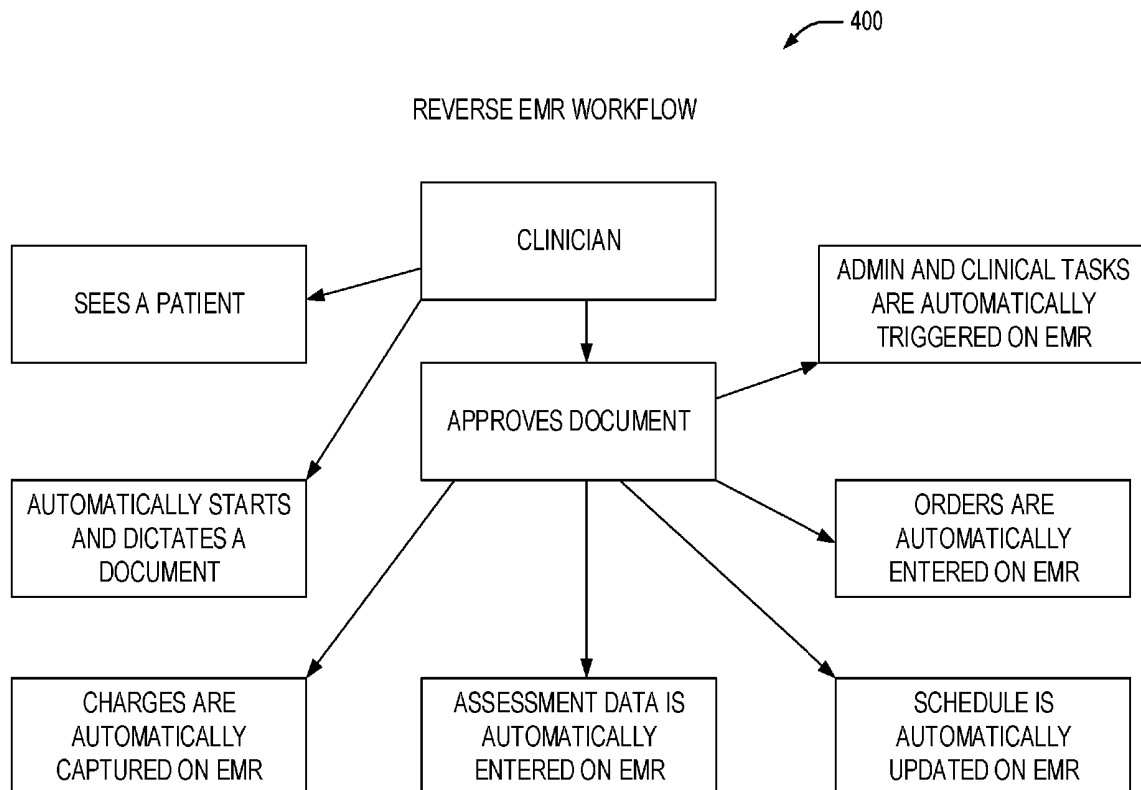 400
REVERSE EMR WORKFLOW
CLINICIAN
SEES A PATIENT
ADMIN AND CLINICAL TASKS
ARE AUTOMATICALLY
TRIGGERED ON EMR
APPROVES DOCUMENT
AUTOMATICALLY STARTS
AND DICTATES A
DOCUMENT
ORDERS ARE
AUTOMATICALLY
ENTERED ON EMR
CHARGES ARE
AUTOMATICALLY
CAPTURED ON EMR
ASSESSMENT DATA IS
AUTOMATICALLY
ENTERED ON EMR
SCHEDULE IS
AUTOMATICALLY
UPDATED ON EMR